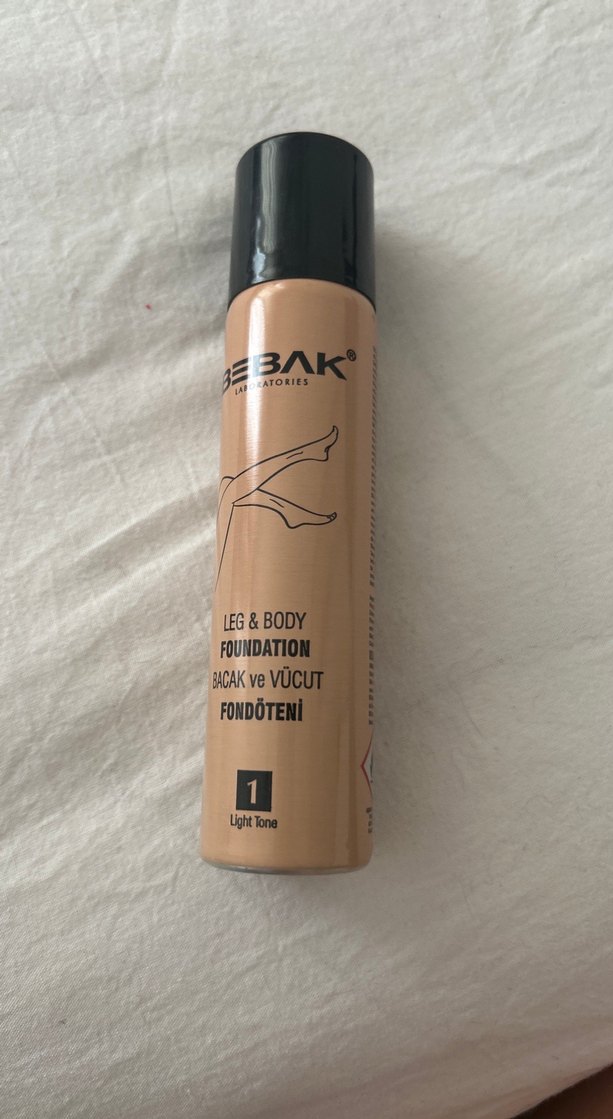 BEBAK®
LABORATORIES
LEG & BODY
FOUNDATION
BACAK ve VÜCUT
FONDÖTENİ
1
Light Tone